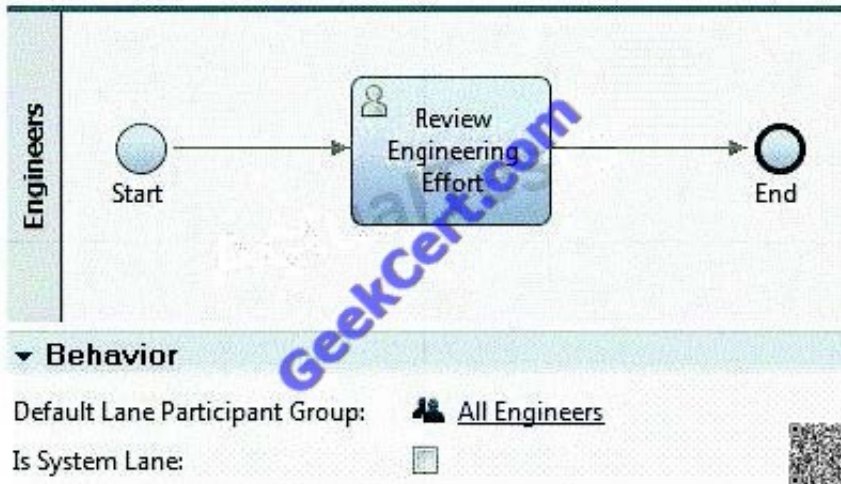 Engineers
Start
Review
Engineering
Effort
End
GeekCert.com
Behavior
Default Lane Participant Group:
All Engineers
Is System Lane: